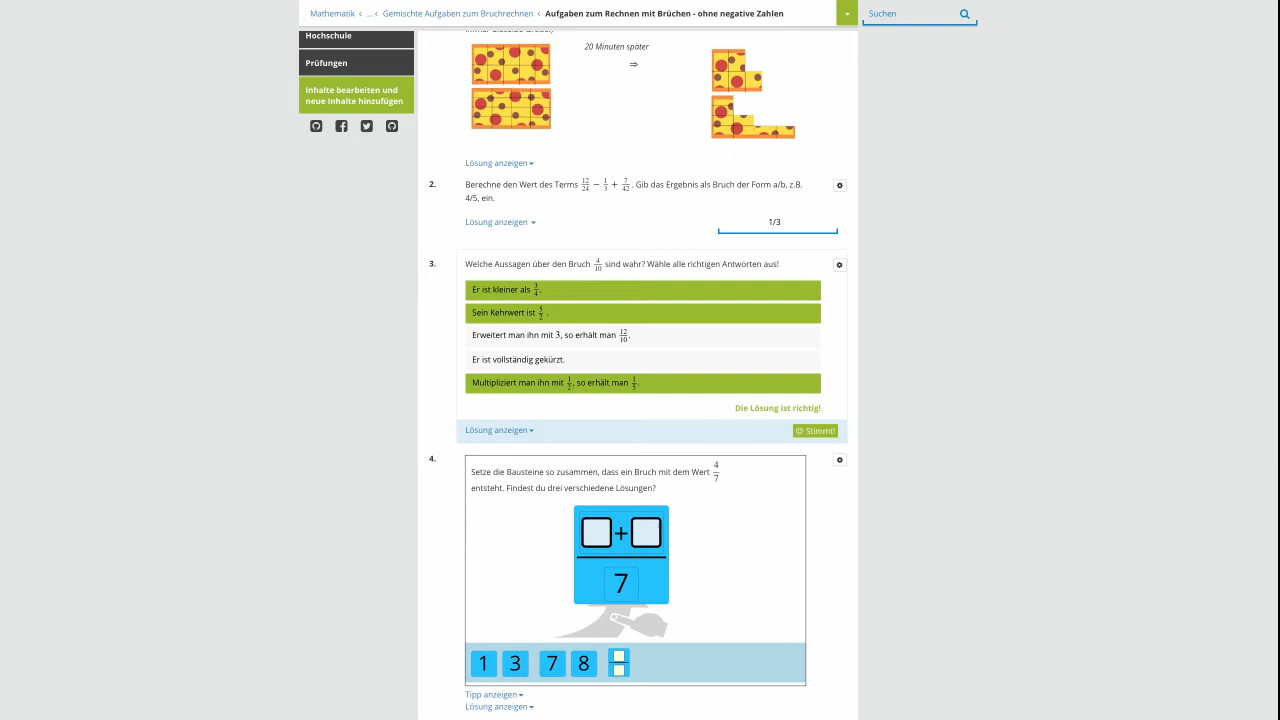 Mathematik ‹ ... ‹ Gemischte Aufgaben zum Bruchrechnen ‹ Aufgaben zum Rechnen mit Brüchen - ohne negative Zahlen
Suchen
Hochschule
Prüfungen
Inhalte bearbeiten und
neue Inhalte hinzufügen
20 Minuten später
⇒
Lösung anzeigen
2.
Berechne den Wert des Terms 12/24 − 1/3 + 7/42 . Gib das Ergebnis als Bruch der Form a/b, z.B.
4/5, ein.
Lösung anzeigen
1/3
3.
Welche Aussagen über den Bruch 4/10 sind wahr? Wähle alle richtigen Antworten aus!
Er ist kleiner als 3/4.
Sein Kehrwert ist 5/2 .
Erweitert man ihn mit 3, so erhält man 12/10.
Er ist vollständig gekürzt.
Multipliziert man ihn mit 1/2, so erhält man 1/5.
Die Lösung ist richtig!
Lösung anzeigen
Stimmt!
4.
Setze die Bausteine so zusammen, dass ein Bruch mit dem Wert 4/7
entsteht. Findest du drei verschiedene Lösungen?
+
7
1 3 7 8
Tipp anzeigen
Lösung anzeigen